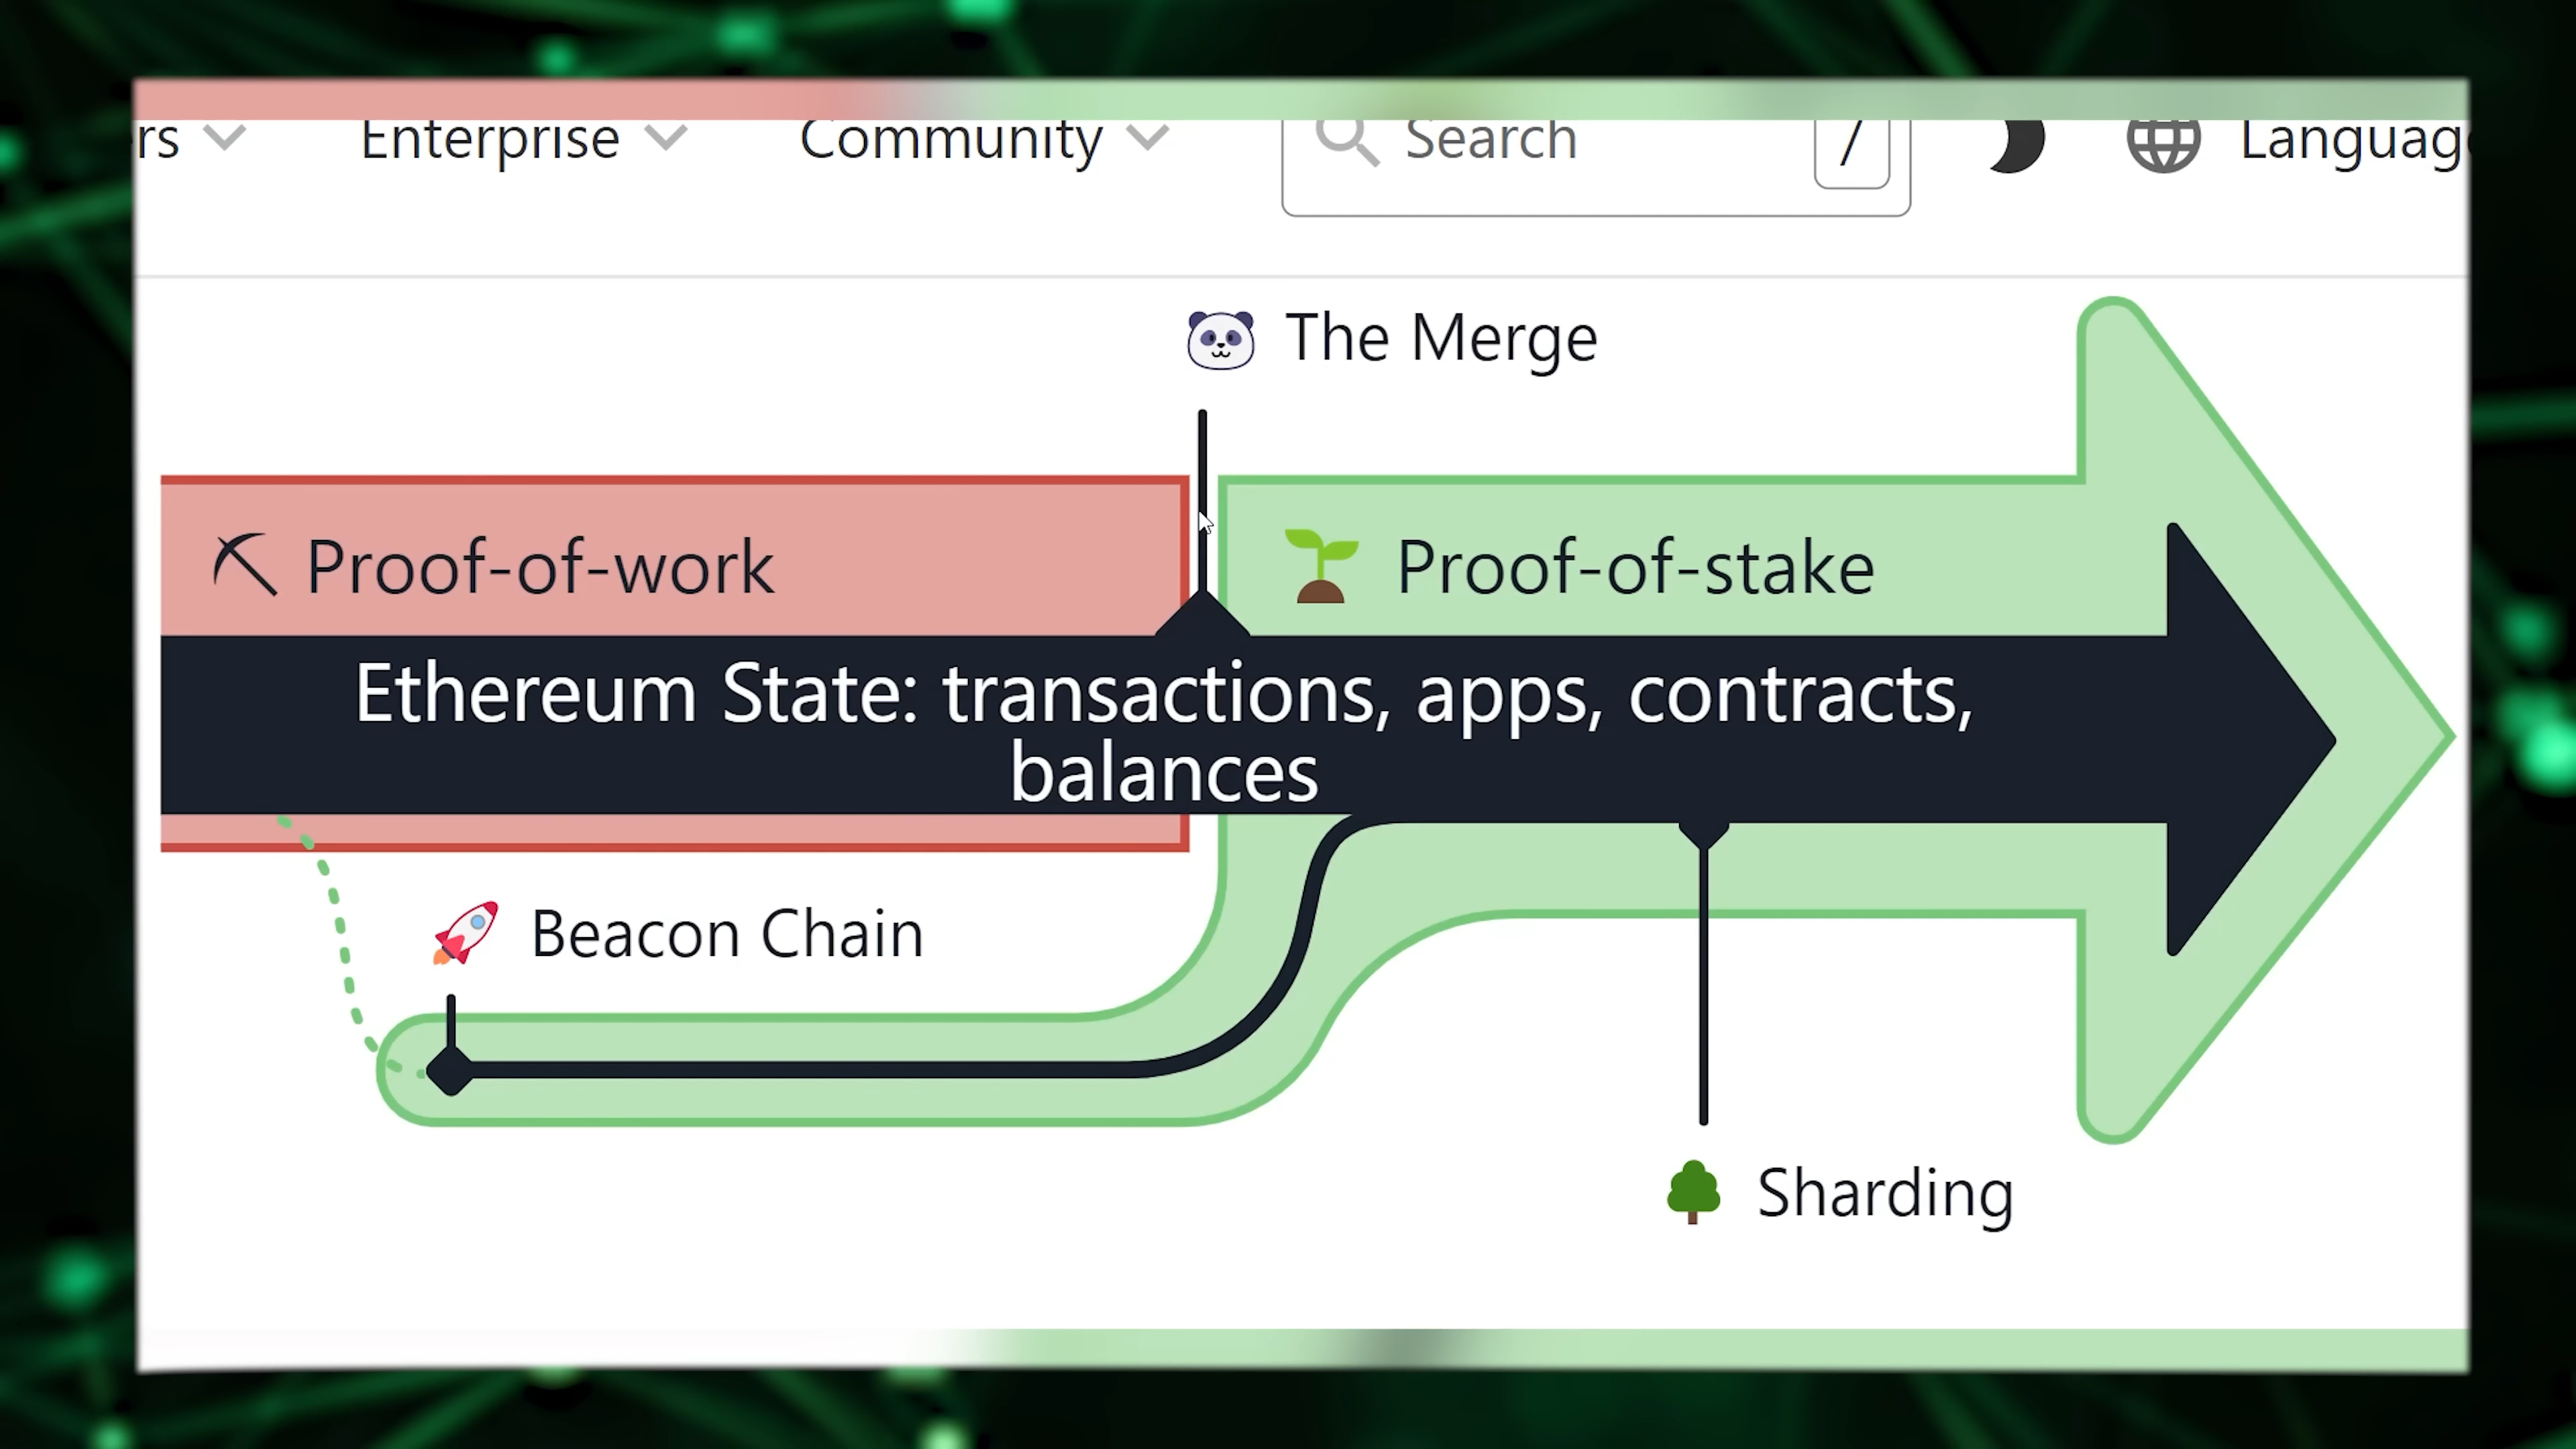 rs Enterprise Community Search / Languag
The Merge
Proof-of-work Proof-of-stake
Ethereum State: transactions, apps, contracts,
balances
Beacon Chain
Sharding